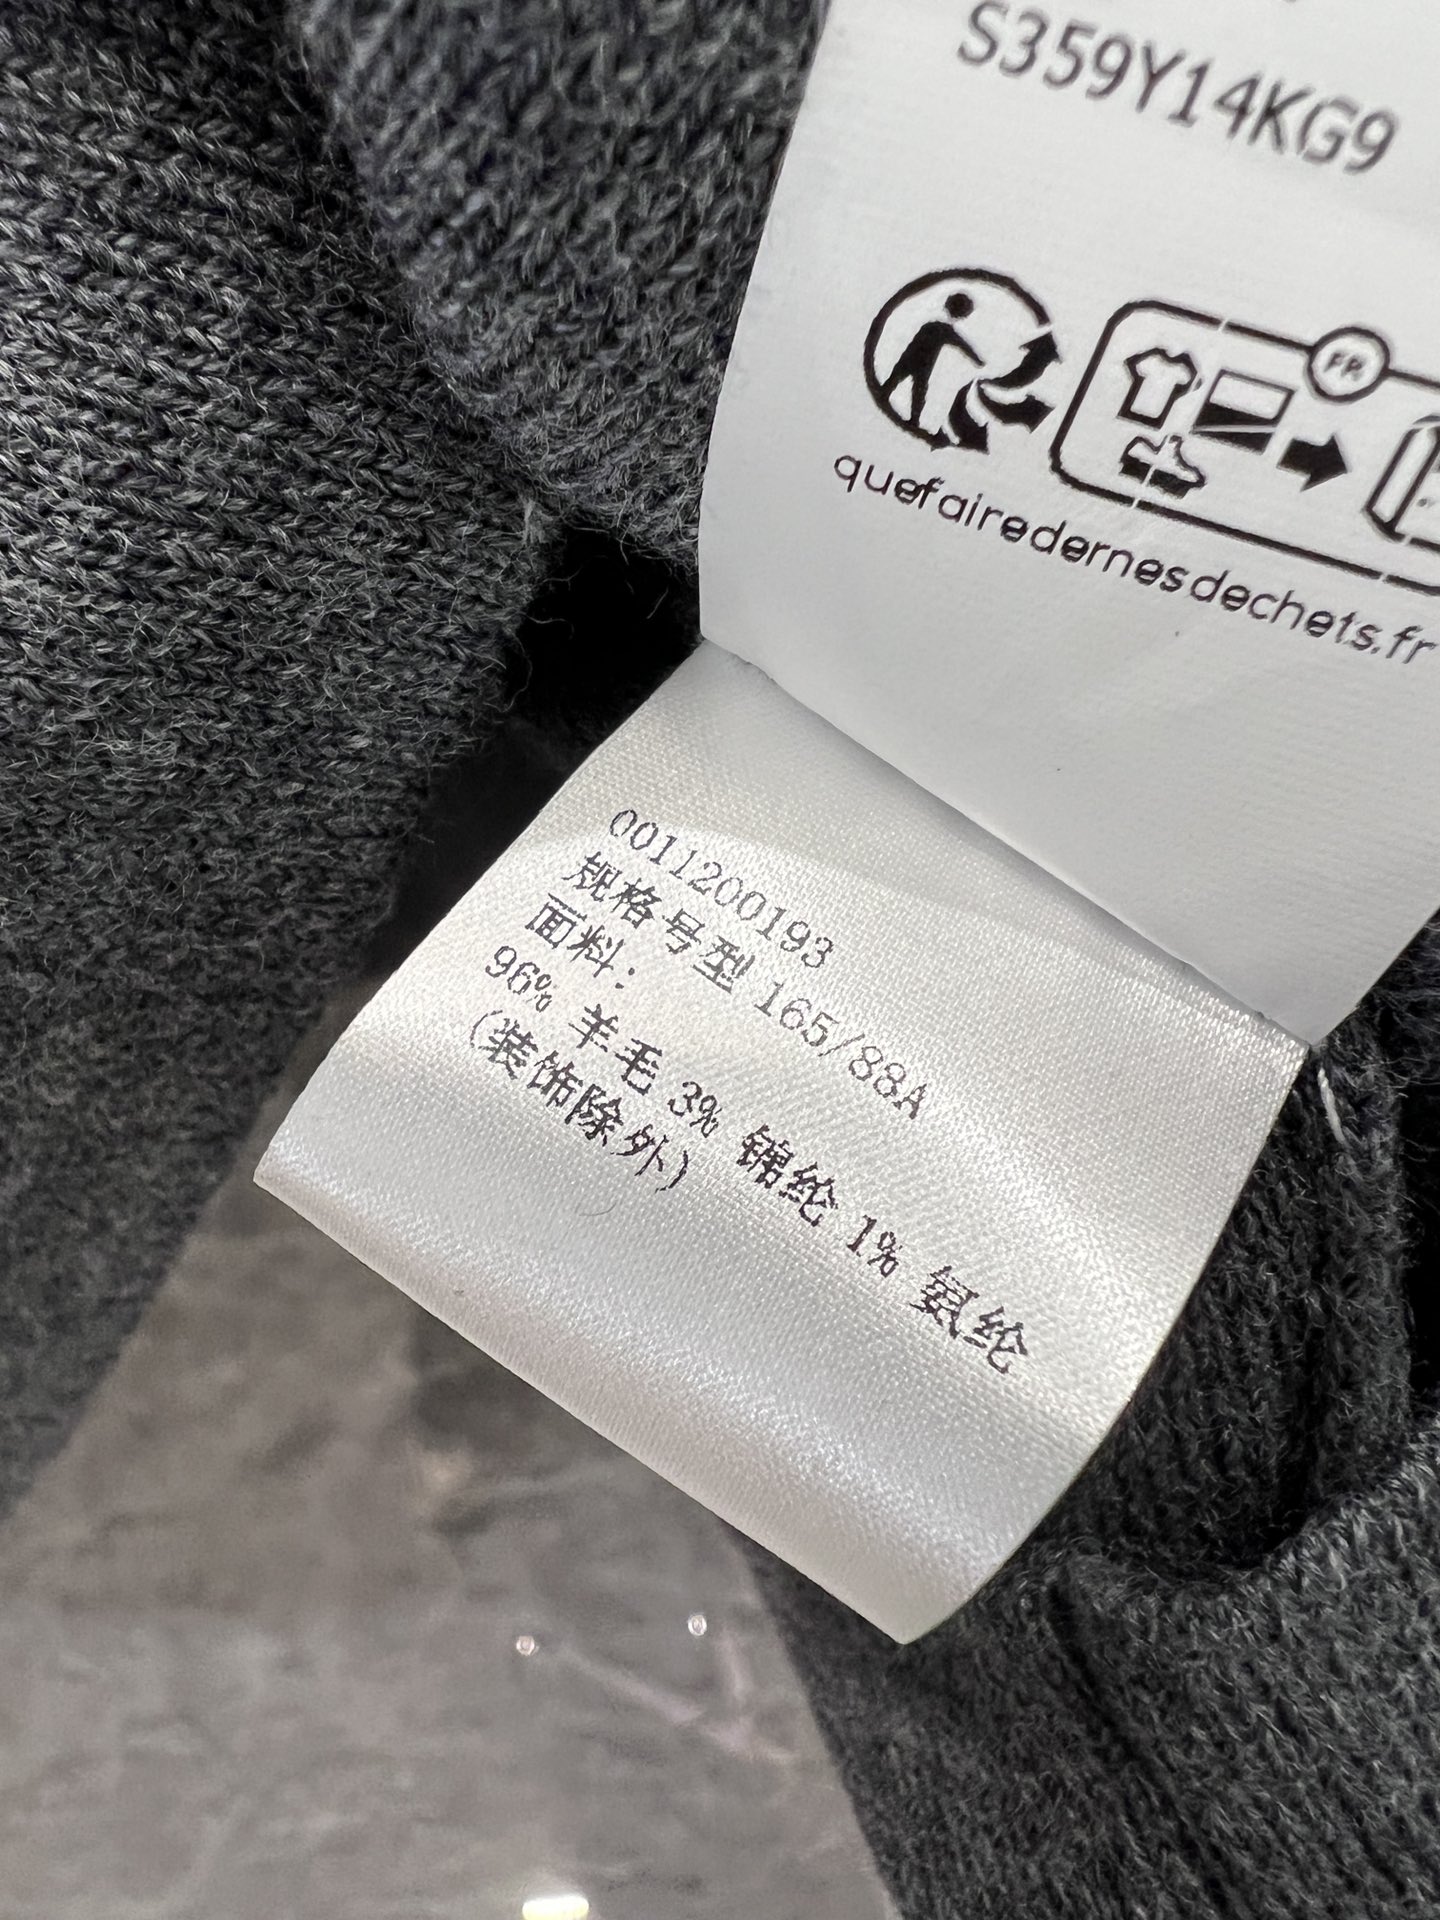 S359Y14KG9
FR
quefairedemesdechets.fr
0011200193
规格号型 165/88A
面料:
96% 羊毛 3% 锦纶 1% 氨纶
(装饰除外)